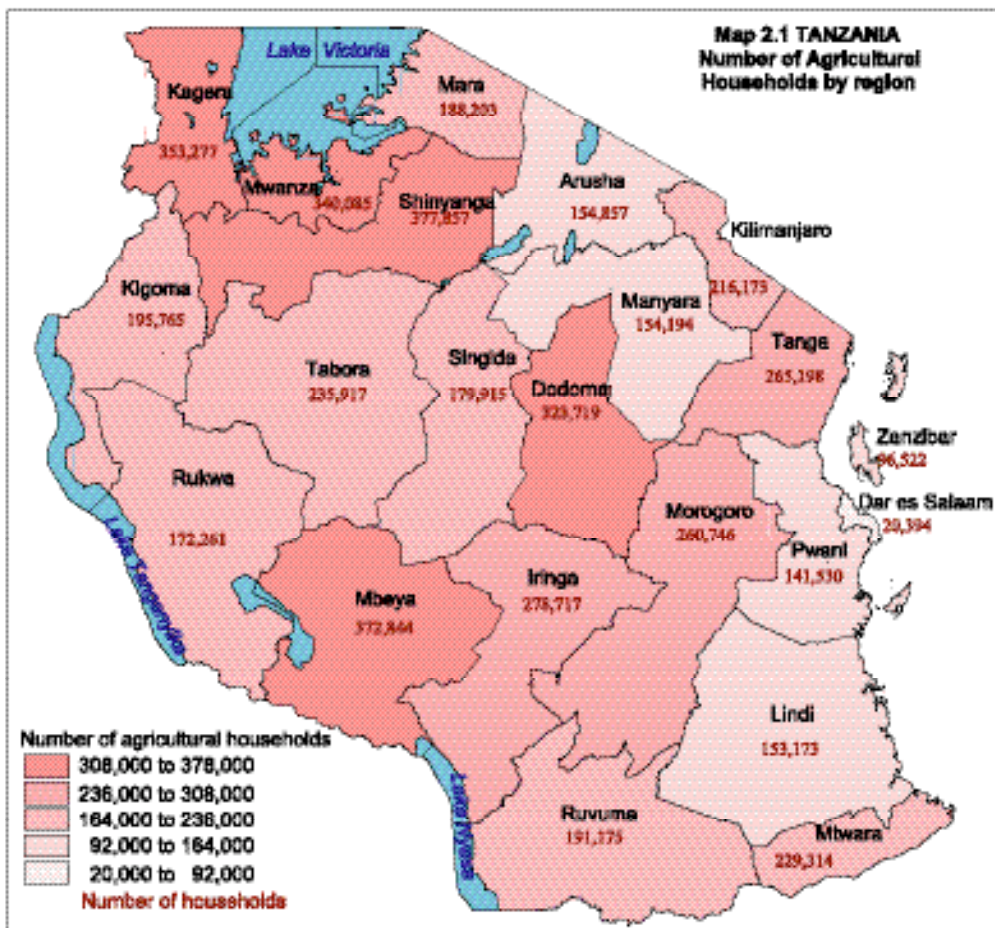 Map 2.1 TANZANIA
Number of Agricultural
Households by region
Lake Victoria
Mara
188,203
Kagera
353,277
Mwanza
340,085
Shinyanga
377,857
Arusha
154,857
Kilimanjaro
216,173
Kigoma
195,765
Manyara
154,194
Tanga
265,198
Tabora
235,917
Singida
179,915
Dodoma
323,719
Zanzibar
96,522
Rukwa
172,261
Morogoro
260,746
Dar es Salaam
29,394
Pwani
141,530
Lake Tanganyika
Mbeya
372,844
Iringa
278,717
Lindi
153,173
Lake Nyasa
Ruvuma
191,175
Mtwara
229,314
Number of agricultural households
308,000 to 378,000
236,000 to 308,000
164,000 to 236,000
92,000 to 164,000
20,000 to 92,000
Number of households